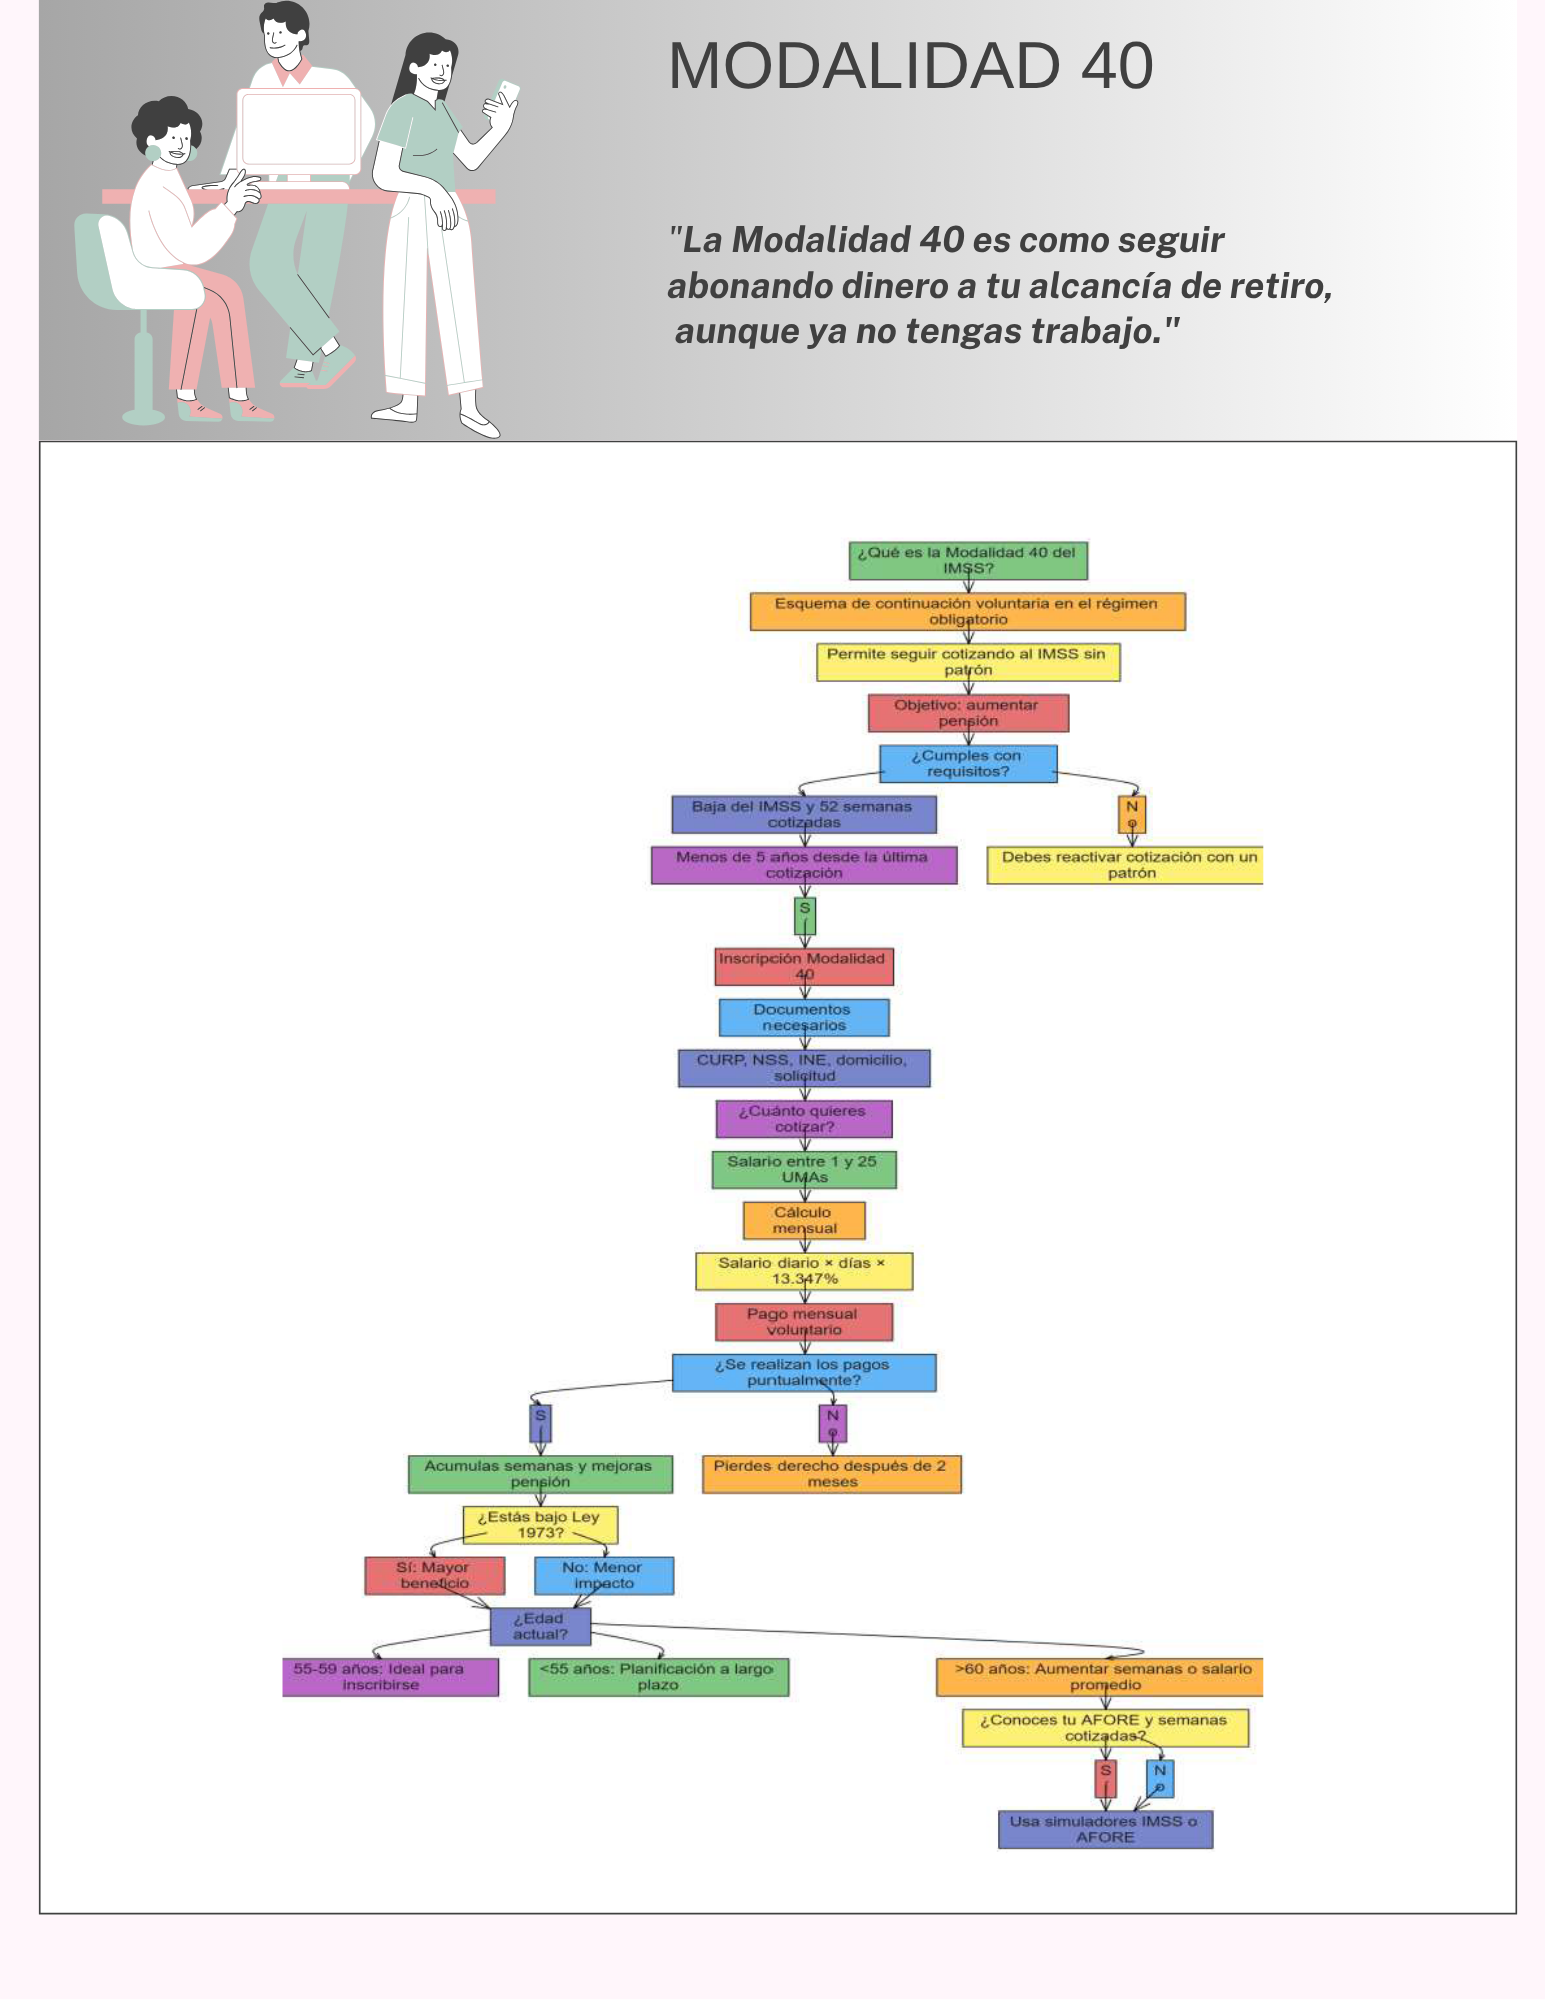 MODALIDAD 40
"La Modalidad 40 es como seguir
abonando dinero a tu alcancía de retiro,
aunque ya no tengas trabajo."
¿Qué es la Modalidad 40 del
IMSS?
Esquema de continuación voluntaria en el régimen
obligatorio
Permite seguir cotizando al IMSS sin
patrón
Objetivo: aumentar
pensión
¿Cumples con
requisitos?
Baja del IMSS y 52 semanas
cotizadas
N
o
Menos de 5 años desde la última
cotización
Debes reactivar cotización con un
patrón
S
í
Inscripción Modalidad
40
Documentos
necesarios
CURP, NSS, INE, domicilio,
solicitud
¿Cuánto quieres
cotizar?
Salario entre 1 y 25
UMAs
Cálculo
mensual
Salario diario × días ×
13.347%
Pago mensual
voluntario
¿Se realizan los pagos
puntualmente?
S
í
N
o
Acumulas semanas y mejoras
pensión
Pierdes derecho después de 2
meses
¿Estás bajo Ley
1973?
Sí: Mayor
beneficio
No: Menor
impacto
¿Edad
actual?
55-59 años: Ideal para
inscribirse
<55 años: Planificación a largo
plazo
>60 años: Aumentar semanas o salario
promedio
¿Conoces tu AFORE y semanas
cotizadas?
S
í
N
o
Usa simuladores IMSS o
AFORE